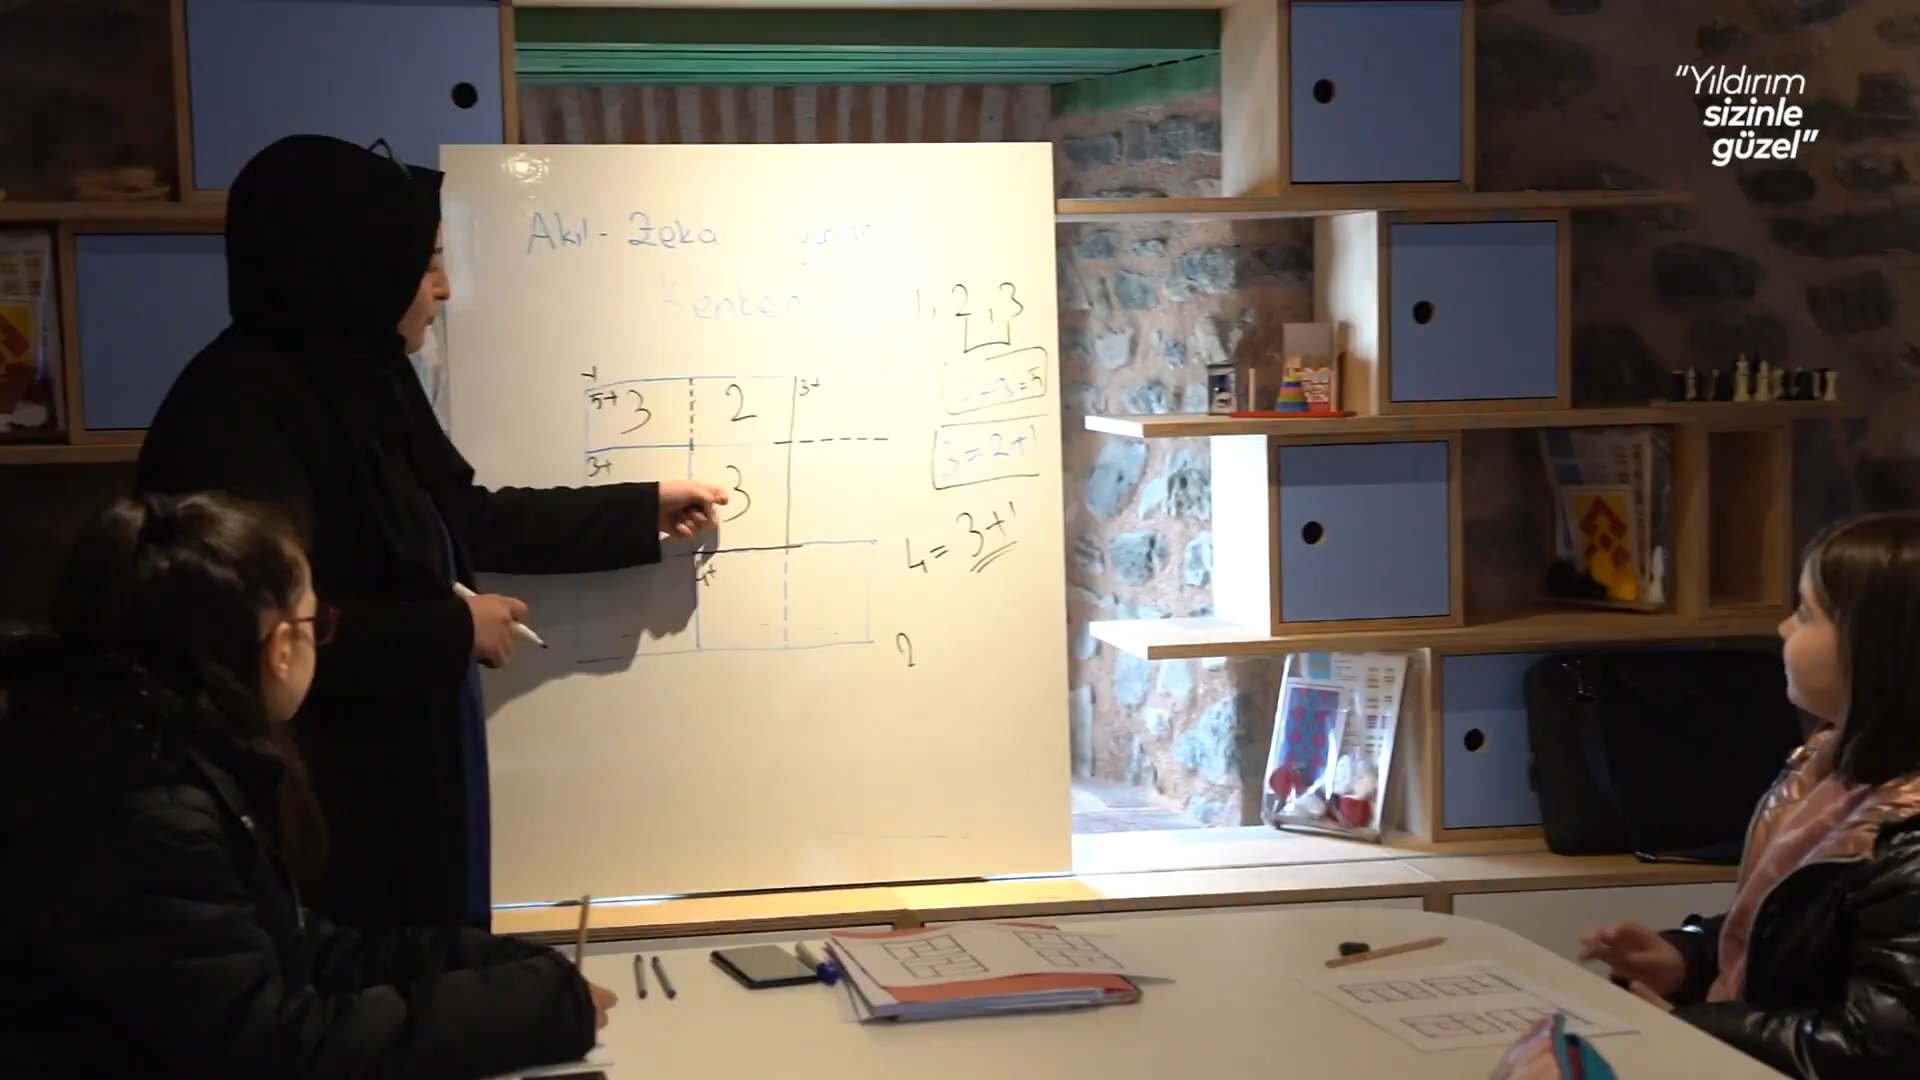 Akıl - Zeka
Kenken
1, 2, 3
2+3=5
3=2+1
4= 3+1
2
5+ 3 2 3+
3+ 3
4+
"Yıldırım
sizinle
güzel"